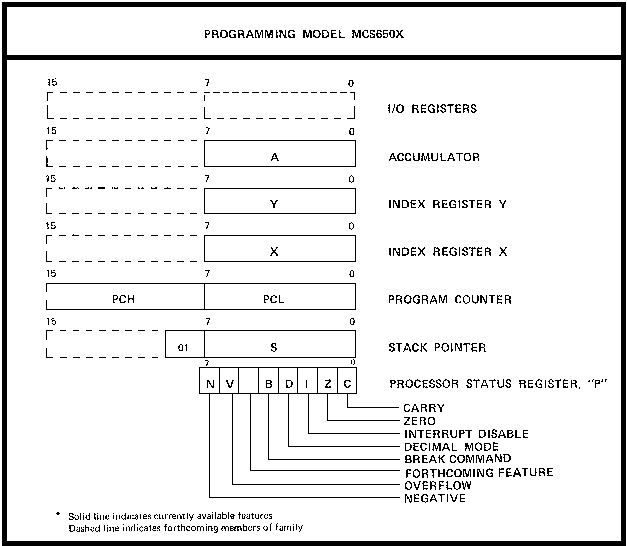 PROGRAMMING MODEL MCS650X
15 7 0
I/O REGISTERS
15 7 0
A ACCUMULATOR
15 7 0
Y INDEX REGISTER Y
15 7 0
X INDEX REGISTER X
15 7 0
PCH PCL PROGRAM COUNTER
15 7 0
01 S STACK POINTER
7 0
N V B D I Z C PROCESSOR STATUS REGISTER, "P"
CARRY
ZERO
INTERRUPT DISABLE
DECIMAL MODE
BREAK COMMAND
FORTHCOMING FEATURE
OVERFLOW
NEGATIVE
* Solid line indicates currently available features
Dashed line indicates forthcoming members of family